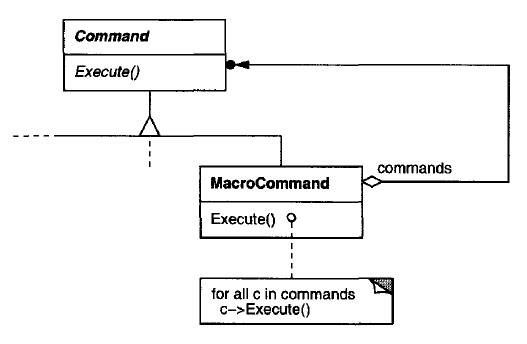 Command
Execute()
commands
MacroCommand
Execute()
for all c in commands
c->Execute()